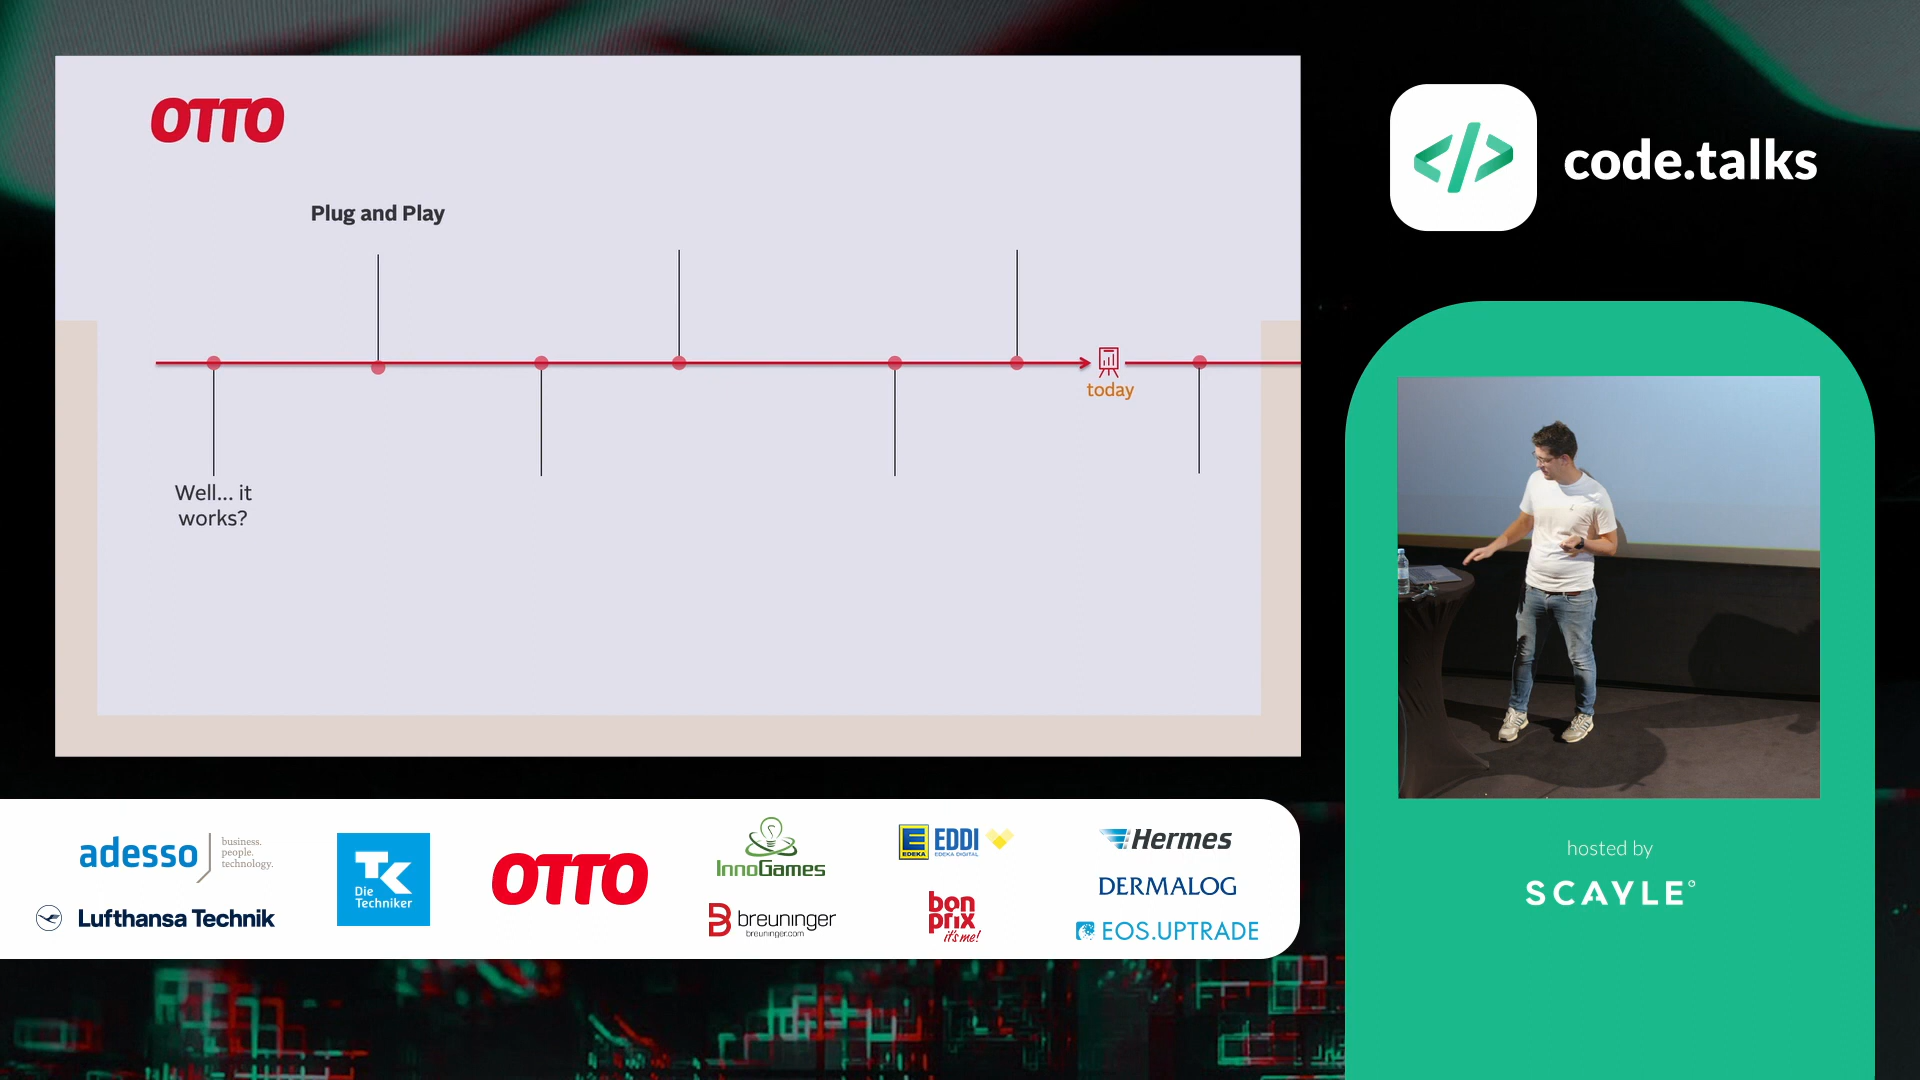 OTTO
Plug and Play
today
Well... it
works?
</> code.talks
adesso
business.
people.
technology.
Lufthansa Technik
TK
Die
Techniker
OTTO
InnoGames
breuninger
breuninger.com
E
EDEKA
EDDI
EDEKA DIGITAL
bon
prix
it's me!
Hermes
DERMALOG
EOS.UPTRADE
hosted by
SCAYLE